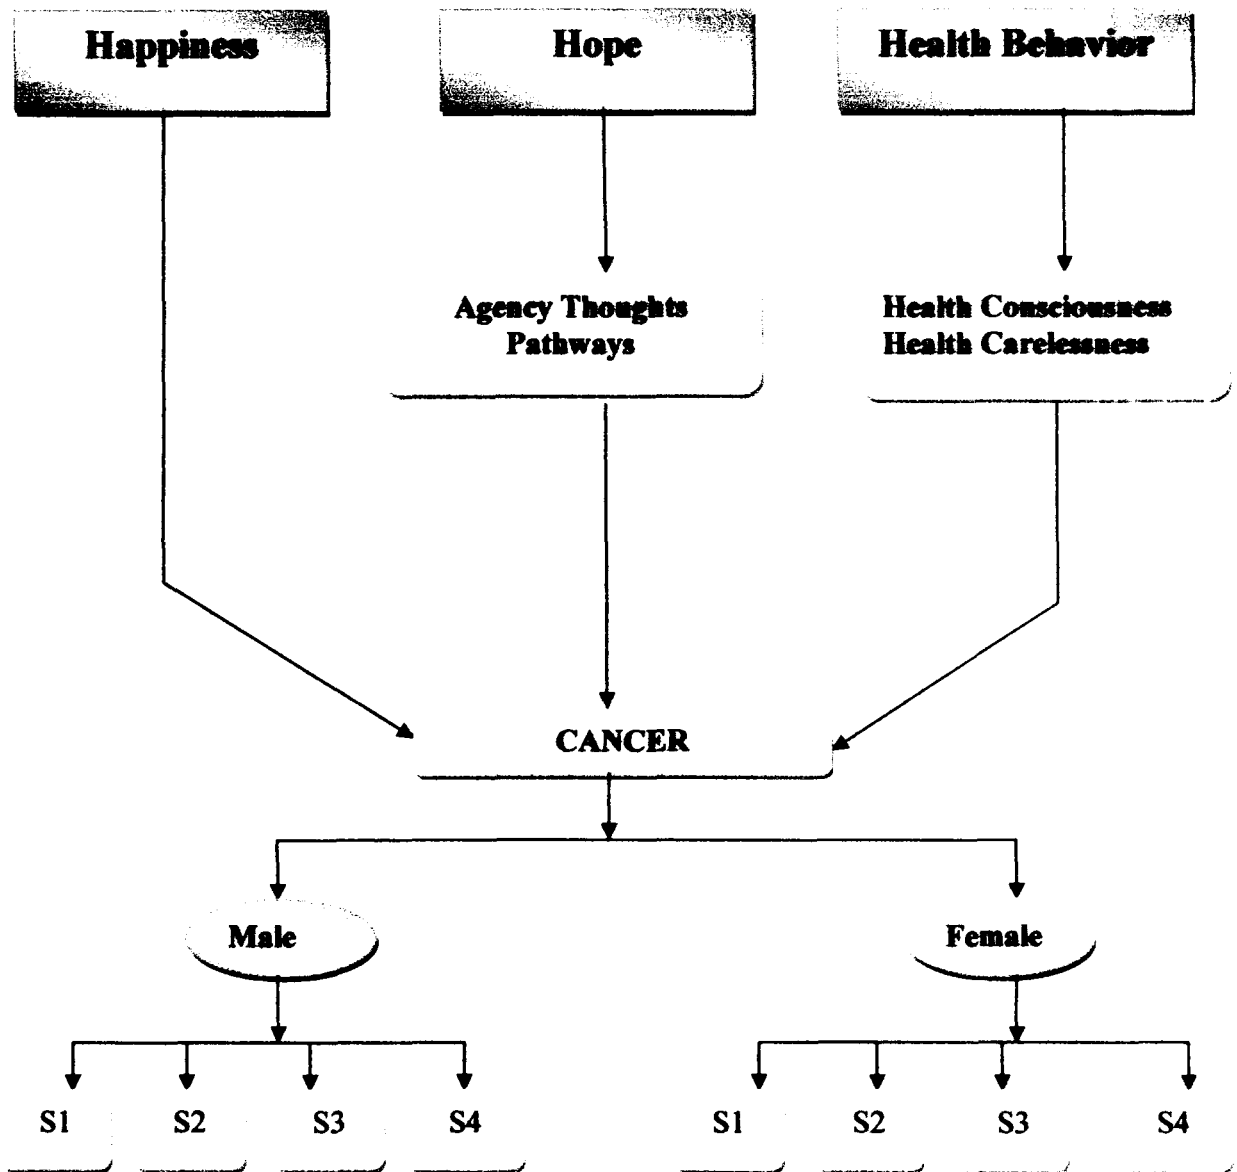 Happiness
Hope
Health Behavior
Agency Thoughts
Pathways
Health Consciousness
Health Carelessness
CANCER
Male
Female
S1
S2
S3
S4
S1
S2
S3
S4